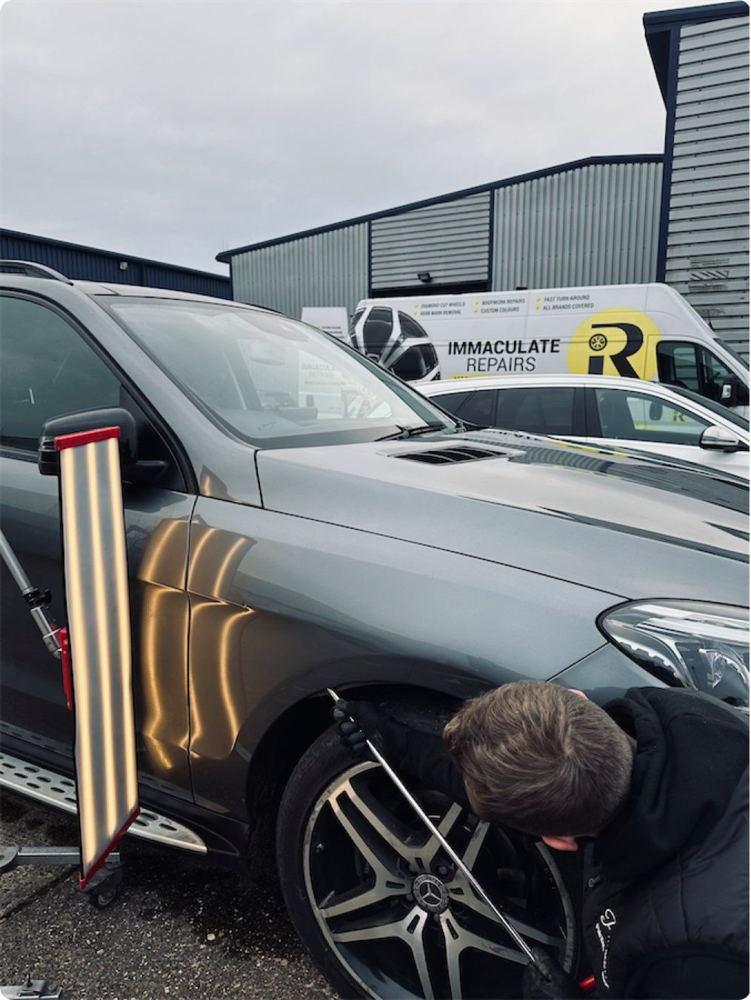 DIAMOND CUT WHEELS
KERB MARK REMOVAL
BODYWORK REPAIRS
CUSTOM COLOURS
FAST TURN-AROUND
ALL BRANDS COVERED
IMMACULATE
REPAIRS
iR